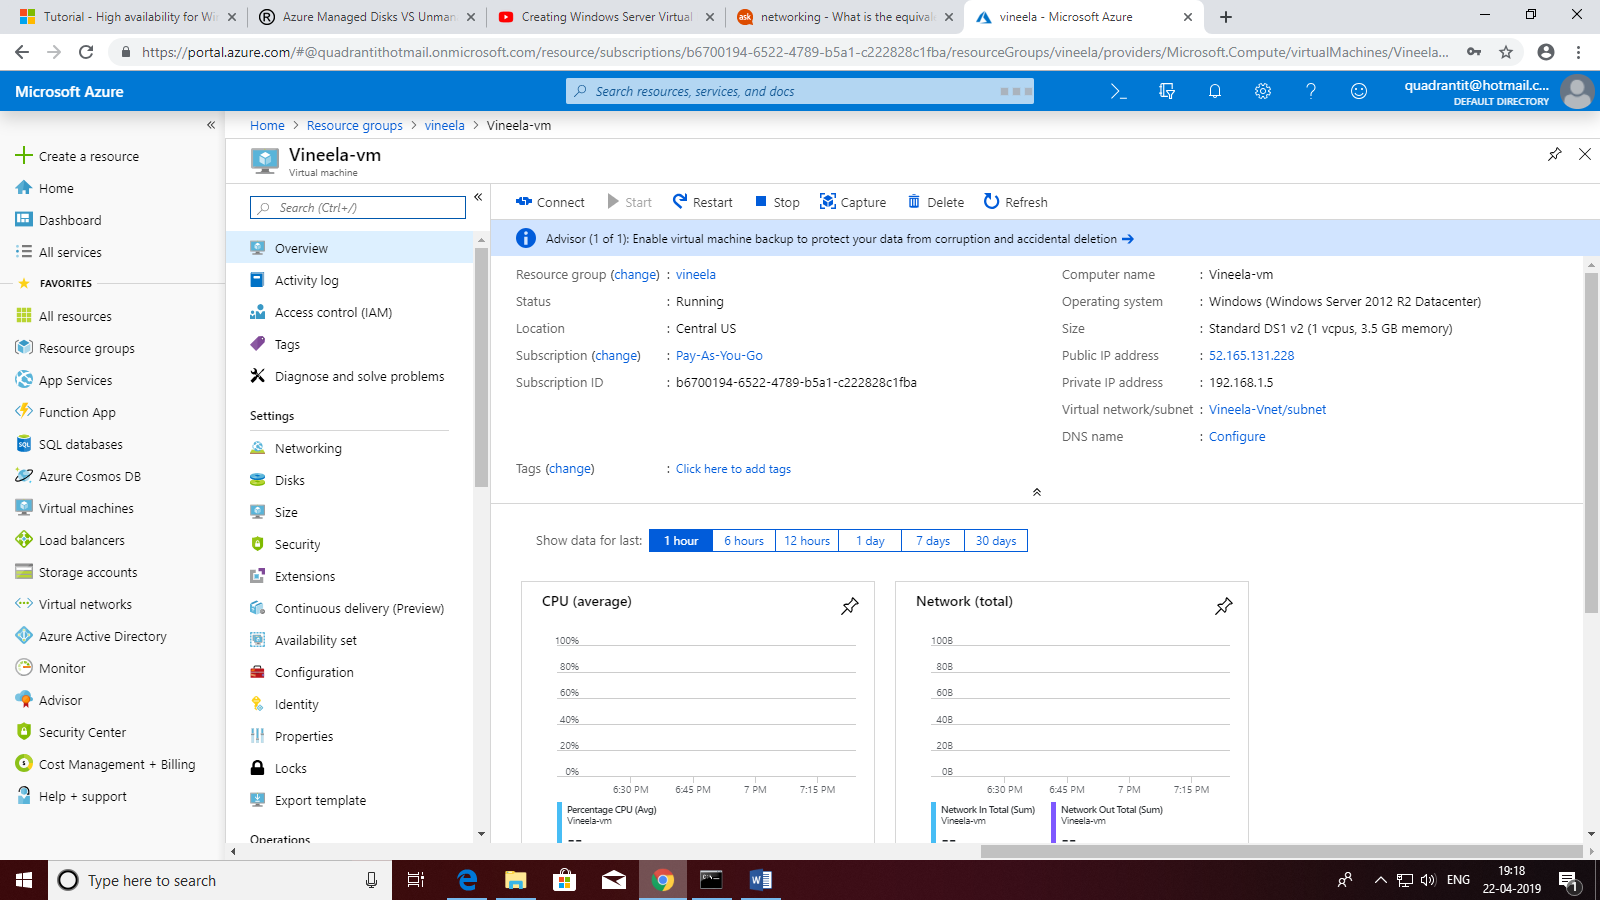 Tutorial - High availability for Wi
Azure Managed Disks VS Unman
Creating Windows Server Virtual
networking - What is the equival
vineela - Microsoft Azure
https://portal.azure.com/#@quadrantithotmail.onmicrosoft.com/resource/subscriptions/b6700194-6522-4789-b5a1-c222828c1fba/resourceGroups/vineela/providers/Microsoft.Compute/virtualMachines/Vineela...
Microsoft Azure
Search resources, services, and docs
quadrantit@hotmail.c...
DEFAULT DIRECTORY
Home > Resource groups > vineela > Vineela-vm
Vineela-vm
Virtual machine
Create a resource
Home
Dashboard
All services
FAVORITES
All resources
Resource groups
App Services
Function App
SQL databases
Azure Cosmos DB
Virtual machines
Load balancers
Storage accounts
Virtual networks
Azure Active Directory
Monitor
Advisor
Security Center
Cost Management + Billing
Help + support
Search (Ctrl+/)
Overview
Activity log
Access control (IAM)
Tags
Diagnose and solve problems
Settings
Networking
Disks
Size
Security
Extensions
Continuous delivery (Preview)
Availability set
Configuration
Identity
Properties
Locks
Export template
Operations
Connect Start Restart Stop Capture Delete Refresh
Advisor (1 of 1): Enable virtual machine backup to protect your data from corruption and accidental deletion →
Resource group (change) : vineela
Status : Running
Location : Central US
Subscription (change) : Pay-As-You-Go
Subscription ID : b6700194-6522-4789-b5a1-c222828c1fba
Computer name : Vineela-vm
Operating system : Windows (Windows Server 2012 R2 Datacenter)
Size : Standard DS1 v2 (1 vcpus, 3.5 GB memory)
Public IP address : 52.165.131.228
Private IP address : 192.168.1.5
Virtual network/subnet : Vineela-Vnet/subnet
DNS name : Configure
Tags (change) : Click here to add tags
Show data for last: 1 hour 6 hours 12 hours 1 day 7 days 30 days
CPU (average)
100%
80%
60%
40%
20%
0%
6:30 PM 6:45 PM 7 PM 7:15 PM
Percentage CPU (Avg)
Vineela-vm
--
Network (total)
100B
80B
60B
40B
20B
0B
6:30 PM 6:45 PM 7 PM 7:15 PM
Network In Total (Sum)
Vineela-vm
--
Network Out Total (Sum)
Vineela-vm
--
Type here to search
ENG
19:18
22-04-2019
1